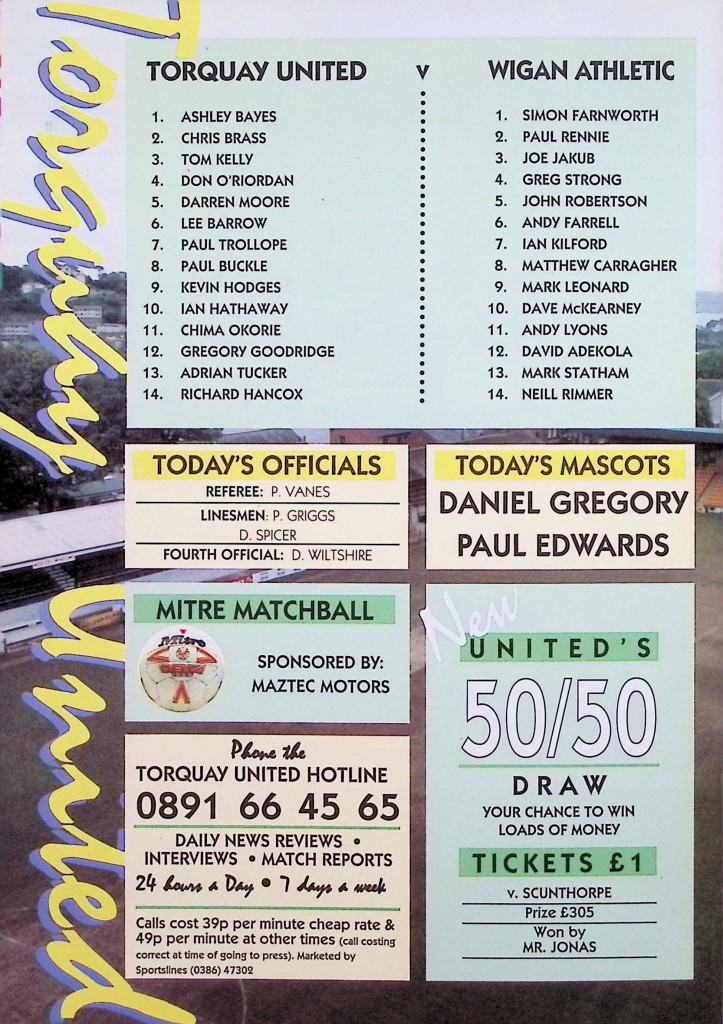 Torquay United
TORQUAY UNITED v WIGAN ATHLETIC
1. ASHLEY BAYES
2. CHRIS BRASS
3. TOM KELLY
4. DON O'RIORDAN
5. DARREN MOORE
6. LEE BARROW
7. PAUL TROLLOPE
8. PAUL BUCKLE
9. KEVIN HODGES
10. IAN HATHAWAY
11. CHIMA OKORIE
12. GREGORY GOODRIDGE
13. ADRIAN TUCKER
14. RICHARD HANCOX
1. SIMON FARNWORTH
2. PAUL RENNIE
3. JOE JAKUB
4. GREG STRONG
5. JOHN ROBERTSON
6. ANDY FARRELL
7. IAN KILFORD
8. MATTHEW CARRAGHER
9. MARK LEONARD
10. DAVE McKEARNEY
11. ANDY LYONS
12. DAVID ADEKOLA
13. MARK STATHAM
14. NEILL RIMMER
TODAY'S OFFICIALS
REFEREE: P. VANES
LINESMEN: P. GRIGGS
D. SPICER
FOURTH OFFICIAL: D. WILTSHIRE
TODAY'S MASCOTS
DANIEL GREGORY
PAUL EDWARDS
MITRE MATCHBALL
Mitre
SPONSORED BY:
MAZTEC MOTORS
Phone the
TORQUAY UNITED HOTLINE
0891 66 45 65
DAILY NEWS REVIEWS •
INTERVIEWS • MATCH REPORTS
24 hours a Day • 7 days a week
Calls cost 39p per minute cheap rate &
49p per minute at other times (call costing
correct at time of going to press). Marketed by
Sportslines (0386) 47302
New
UNITED'S
50/50
DRAW
YOUR CHANCE TO WIN
LOADS OF MONEY
TICKETS £1
v. SCUNTHORPE
Prize £305
Won by
MR. JONAS